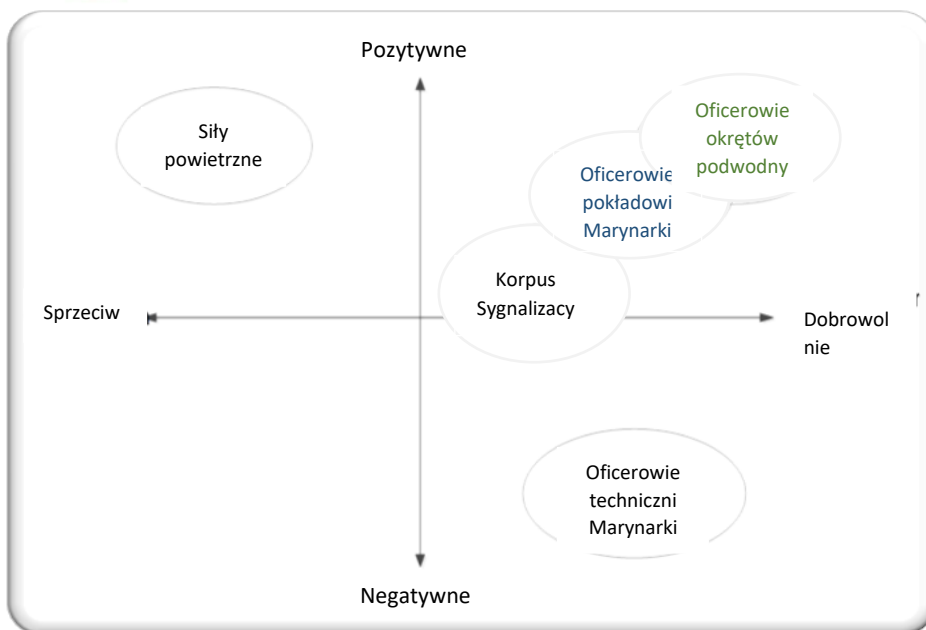 Pozytywne
Siły
powietrzne
Oficerowie
okrętów
podwodny
Oficerowie
pokładowi
Marynarki
Korpus
Sygnalizacy
Sprzeciw
Dobrowol
nie
Oficerowie
techniczni
Marynarki
Negatywne